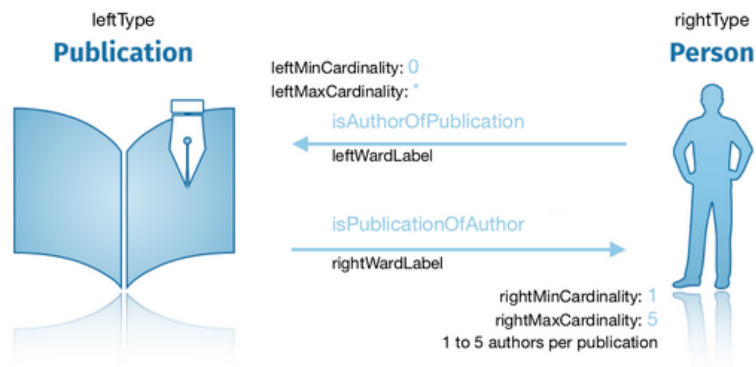 leftType
Publication
rightType
Person
leftMinCardinality: 0
leftMaxCardinality: *
isAuthorOfPublication
leftWardLabel
isPublicationOfAuthor
rightWardLabel
rightMinCardinality: 1
rightMaxCardinality: 5
1 to 5 authors per publication